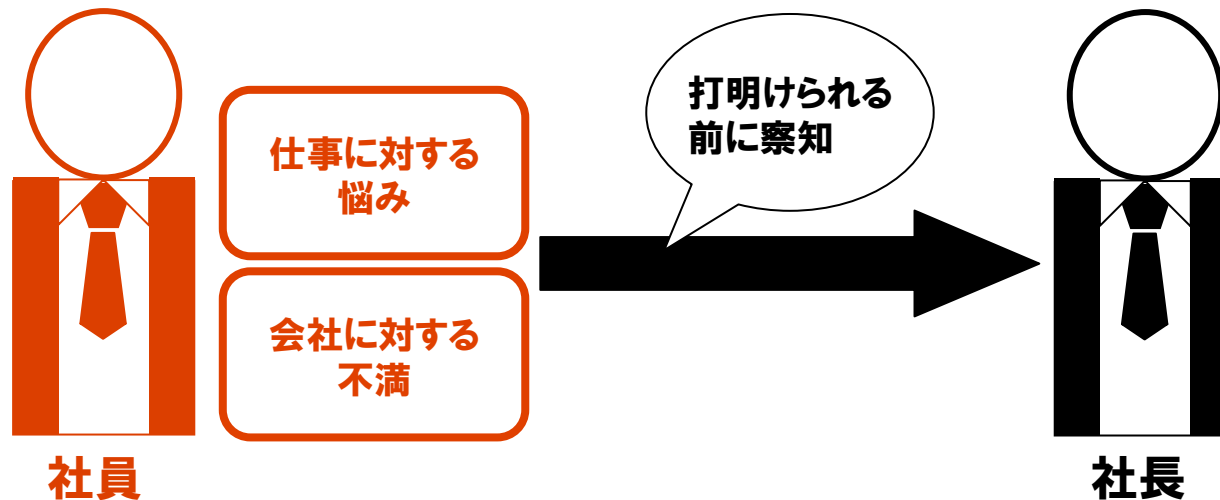 打明けられる
前に察知
仕事に対する
悩み
会社に対する
不満
社員
社長